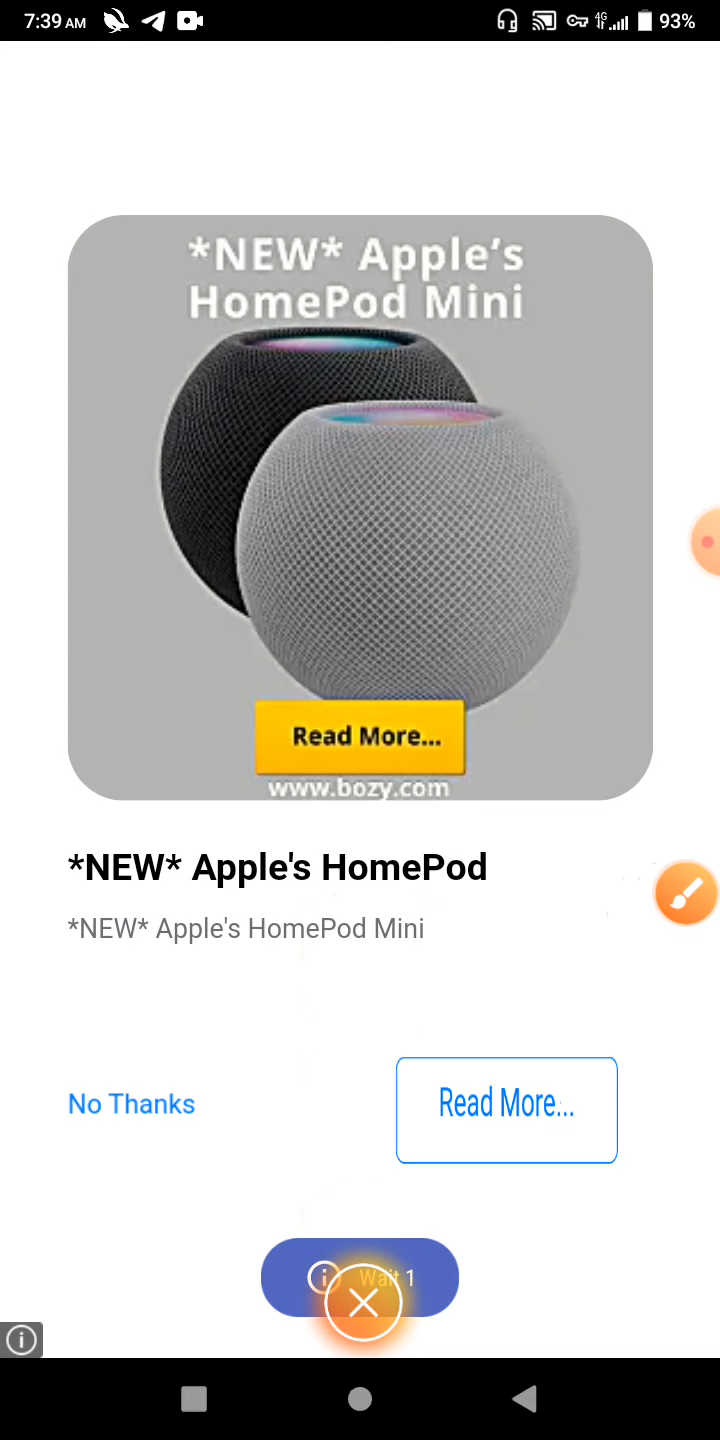 7:39 AM
4G
93%
*NEW* Apple's
HomePod Mini
Read More...
www.bozy.com
*NEW* Apple's HomePod
*NEW* Apple's HomePod Mini
No Thanks
Read More...
Wait 1